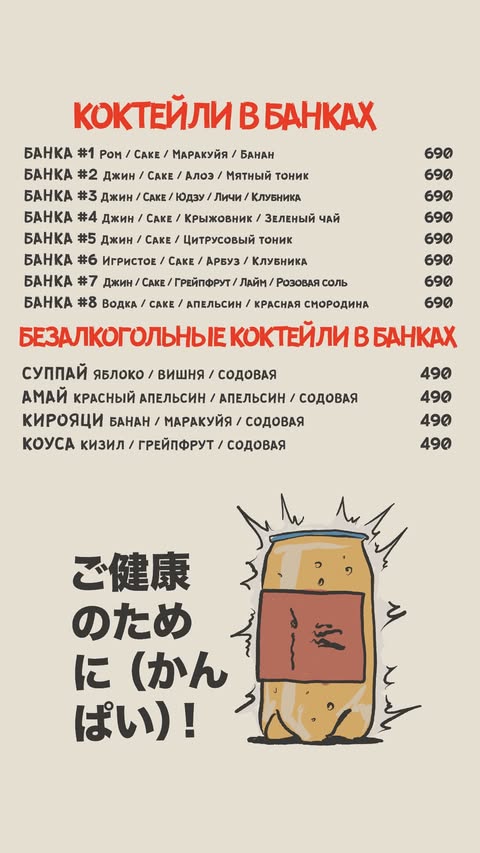 КОКТЕЙЛИ В БАНКАХ
БАНКА #1 Ром / Саке / Маракуйя / Банан 690
БАНКА #2 Джин / Саке / Алоэ / Мятный тоник 690
БАНКА #3 Джин / Саке / Юдзу / Личи / Клубника 690
БАНКА #4 Джин / Саке / Крыжовник / Зеленый чай 690
БАНКА #5 Джин / Саке / Цитрусовый тоник 690
БАНКА #6 Игристое / Саке / Арбуз / Клубника 690
БАНКА #7 Джин / Саке / Грейпфрут / Лайм / Розовая соль 690
БАНКА #8 Водка / саке / апельсин / красная смородина 690
БЕЗАЛКОГОЛЬНЫЕ КОКТЕЙЛИ В БАНКАХ
СУППАЙ ЯБЛОКО / ВИШНЯ / СОДОВАЯ 490
АМАЙ КРАСНЫЙ АПЕЛЬСИН / АПЕЛЬСИН / СОДОВАЯ 490
КИРОЯЦИ БАНАН / МАРАКУЙЯ / СОДОВАЯ 490
КОУСА КИЗИЛ / ГРЕЙПФРУТ / СОДОВАЯ 490
ご健康
のため
に（かん
ぱい）！